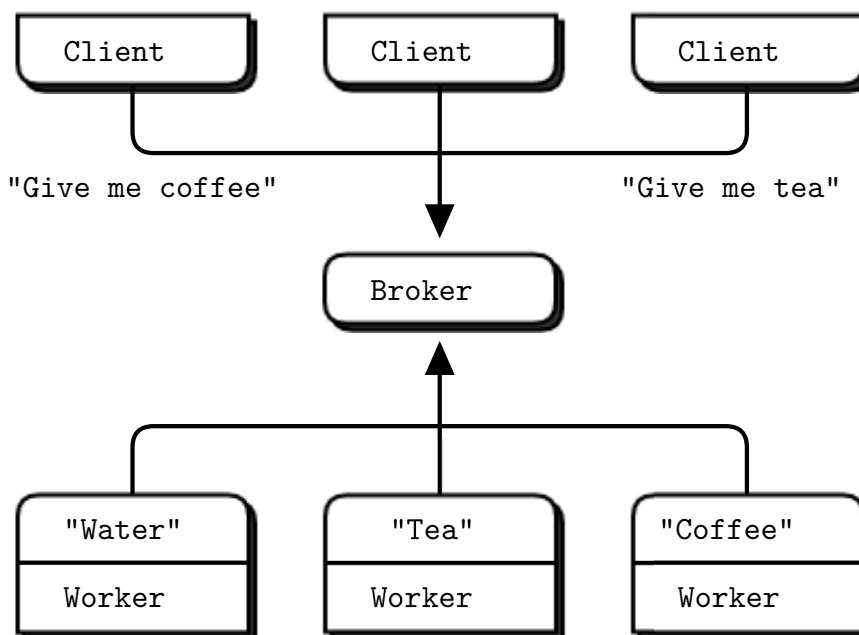 Client Client Client
"Give me coffee" "Give me tea"
Broker
"Water" "Tea" "Coffee"
Worker Worker Worker